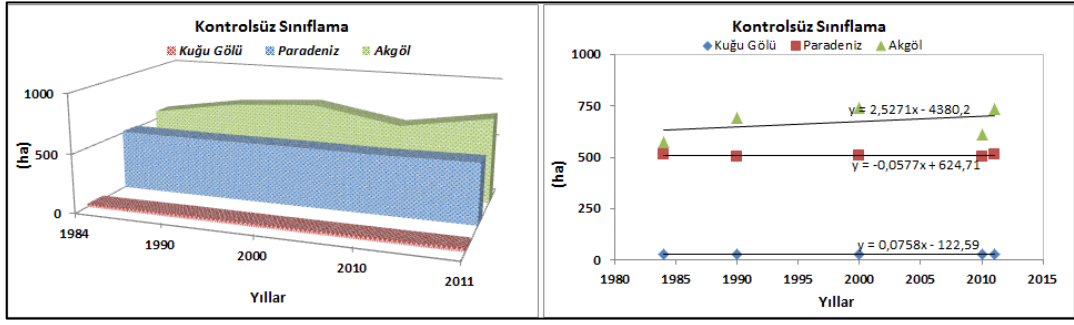 Kontrolsüz Sınıflama
Kuğu Gölü Paradeniz Akgöl
1000
500
0
(ha)
1984
1990
2000
2010
2011
Yıllar
Kontrolsüz Sınıflama
Kuğu Gölü Paradeniz Akgöl
1000
750
500
250
0
(ha)
y = 2,5271x - 4380,2
y = -0,0577x + 624,71
y = 0,0758x - 122,59
1980 1985 1990 1995 2000 2005 2010 2015
Yıllar